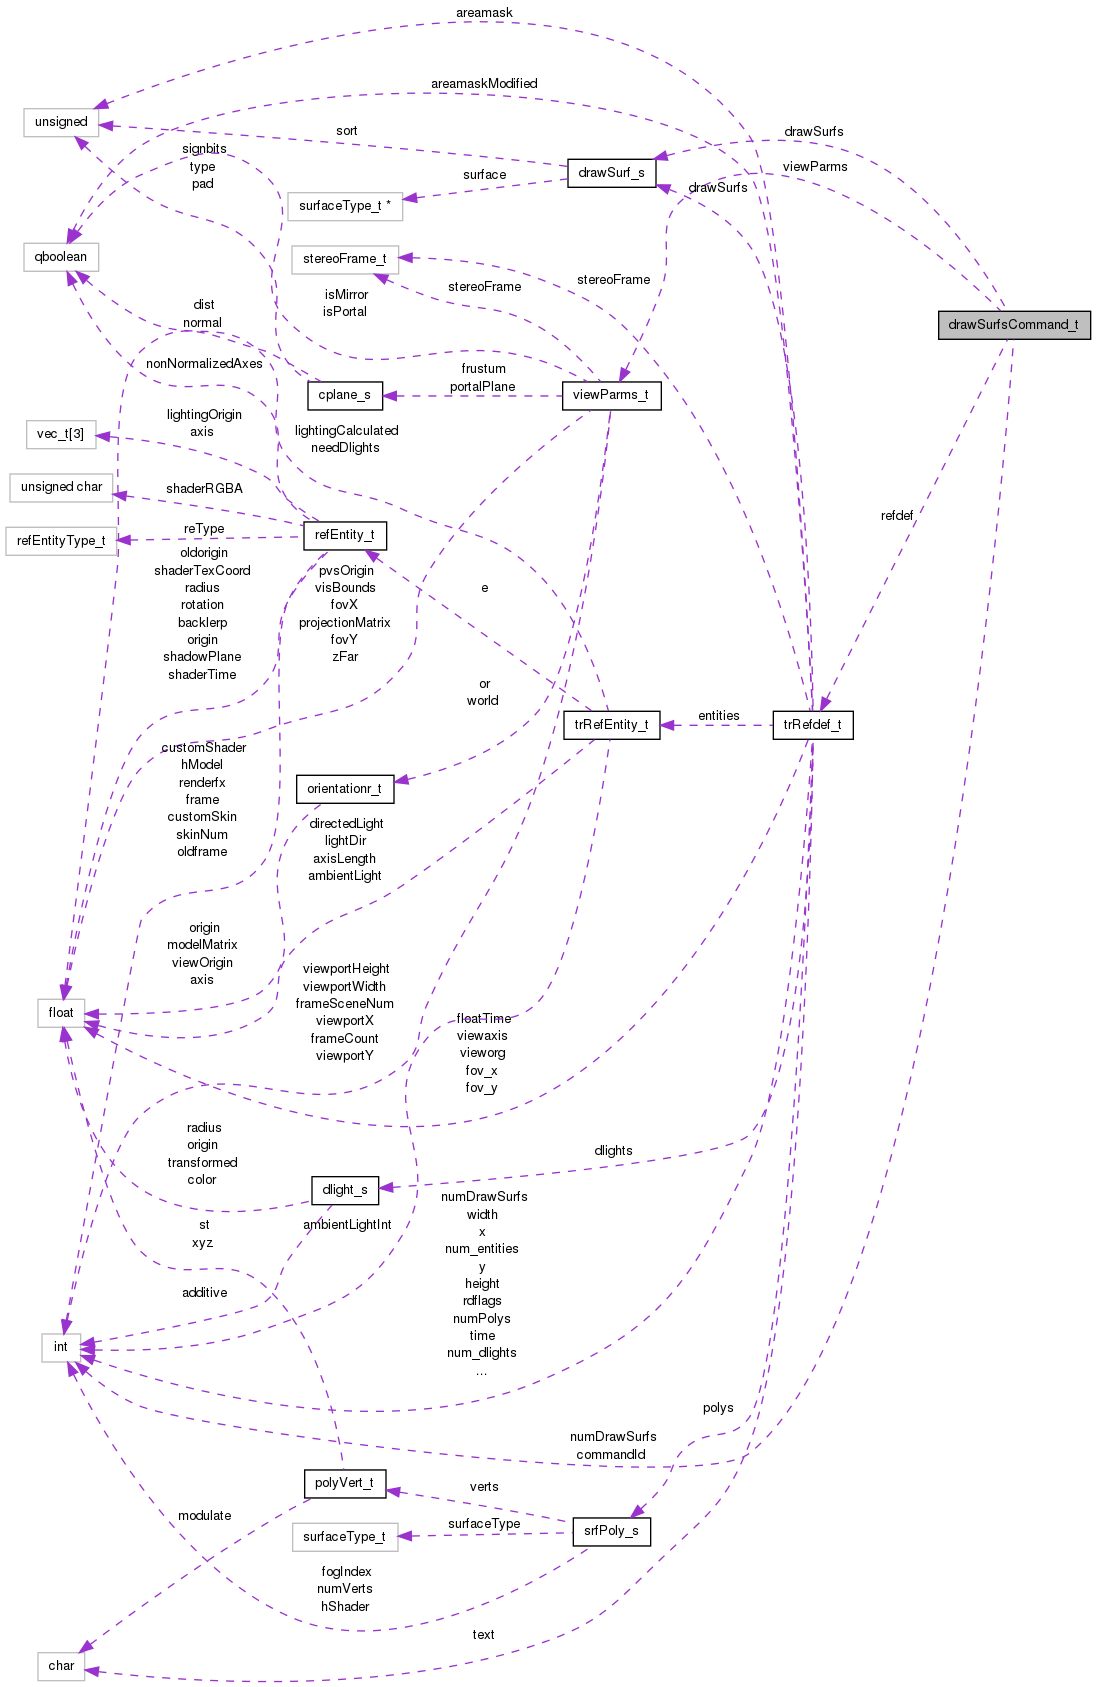 areamask
areamaskModified
unsigned
sort
drawSurfs
signbits
type
pad
viewParms
drawSurf_s
surface
drawSurfs
surfaceType_t *
qboolean
stereoFrame_t
stereoFrame
stereoFrame
isMirror
isPortal
dist
normal
drawSurfsCommand_t
nonNormalizedAxes
frustum
portalPlane
cplane_s
viewParms_t
lightingOrigin
axis
vec_t[3]
lightingCalculated
needDlights
unsigned char
shaderRGBA
refdef
reType
refEntity_t
refEntityType_t
oldorigin
shaderTexCoord
radius
rotation
backlerp
origin
shadowPlane
shaderTime
pvsOrigin
visBounds
fovX
projectionMatrix
fovY
zFar
e
or
world
trRefEntity_t
entities
trRefdef_t
customShader
hModel
renderfx
frame
customSkin
skinNum
oldframe
orientationr_t
directedLight
lightDir
axisLength
ambientLight
origin
modelMatrix
viewOrigin
axis
viewportHeight
viewportWidth
frameSceneNum
viewportX
frameCount
viewportY
float
floatTime
viewaxis
vieworg
fov_x
fov_y
radius
origin
transformed
color
dlights
dlight_s
st
xyz
ambientLightInt
numDrawSurfs
width
x
num_entities
y
height
rdflags
numPolys
time
num_dlights
...
additive
int
polys
numDrawSurfs
commandId
polyVert_t
verts
modulate
surfaceType_t
surfaceType
srfPoly_s
fogIndex
numVerts
hShader
text
char